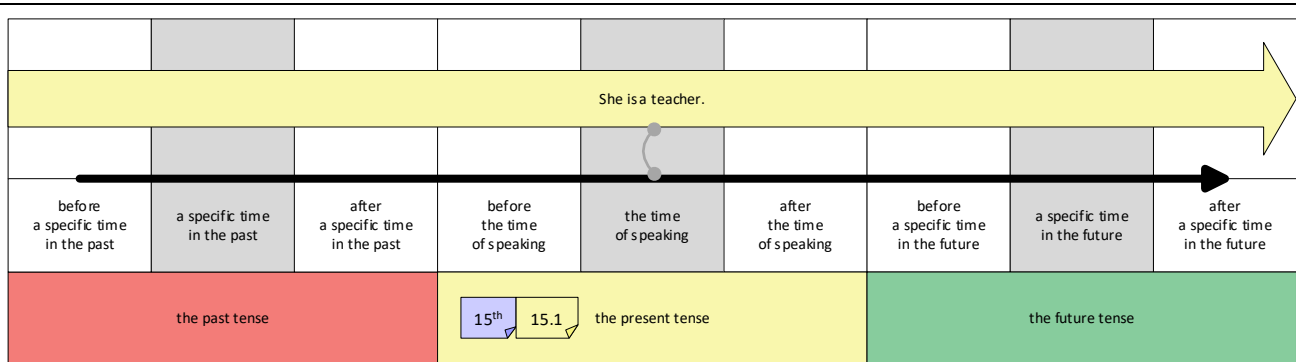 She is a teacher.
before
a specific time
in the past
a specific time
in the past
after
a specific time
in the past
before
the time
of speaking
the time
of speaking
after
the time
of speaking
before
a specific time
in the future
a specific time
in the future
after
a specific time
in the future
the past tense
15th
15.1
the present tense
the future tense